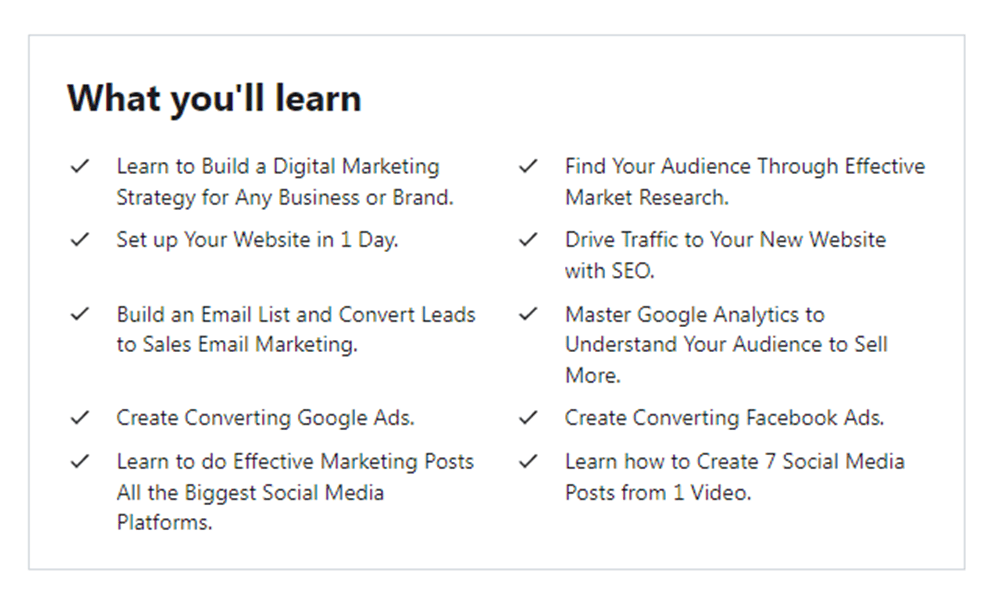 What you'll learn
Learn to Build a Digital Marketing
Strategy for Any Business or Brand.
Find Your Audience Through Effective
Market Research.
Set up Your Website in 1 Day.
Drive Traffic to Your New Website
with SEO.
Build an Email List and Convert Leads
to Sales Email Marketing.
Master Google Analytics to
Understand Your Audience to Sell
More.
Create Converting Google Ads.
Create Converting Facebook Ads.
Learn to do Effective Marketing Posts
All the Biggest Social Media
Platforms.
Learn how to Create 7 Social Media
Posts from 1 Video.